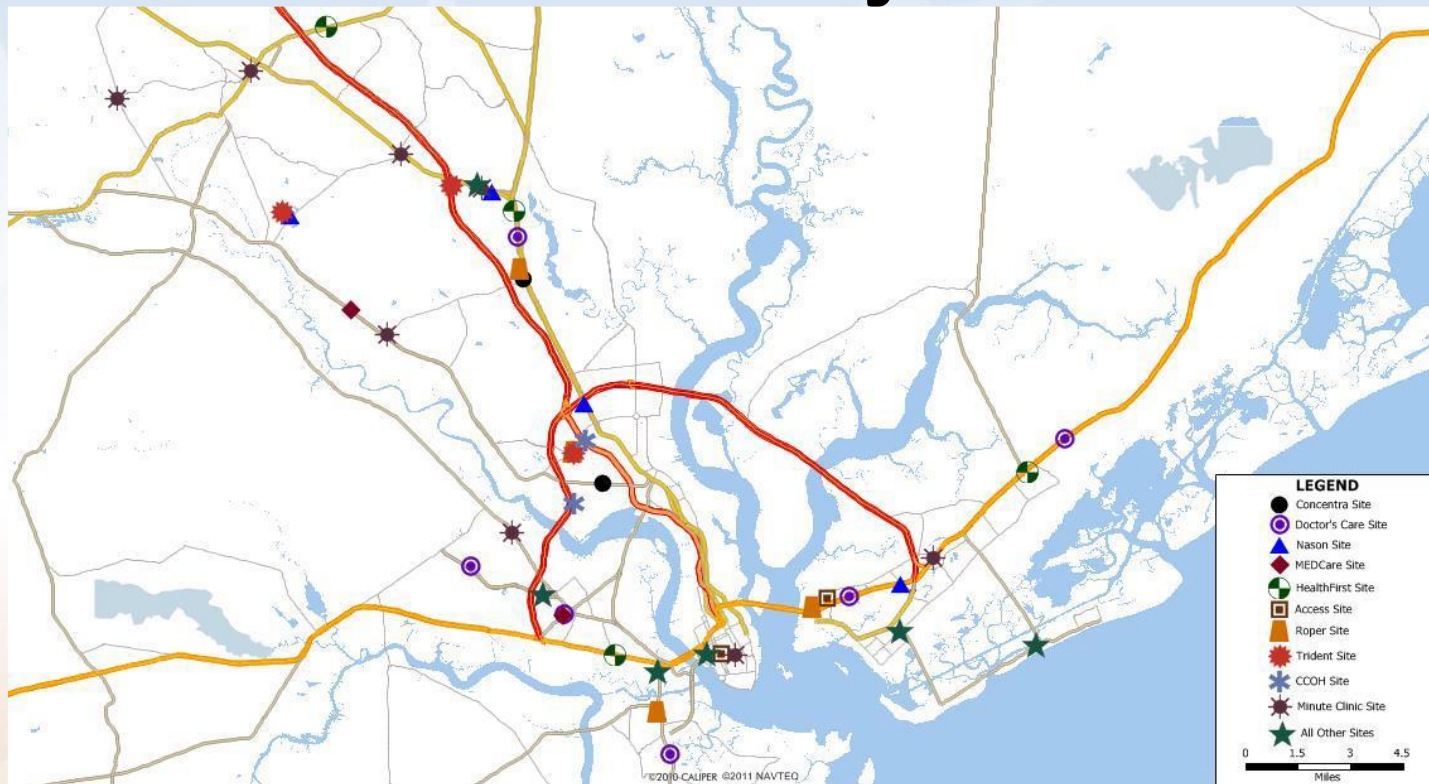 LEGEND
Concentra Site
Doctor's Care Site
Nason Site
MEDCare Site
HealthFirst Site
Access Site
Roper Site
Trident Site
CCOH Site
Minute Clinic Site
All Other Sites
0 1.5 3 4.5
Miles
©2010 CALIPER ©2011 NAVTEQ